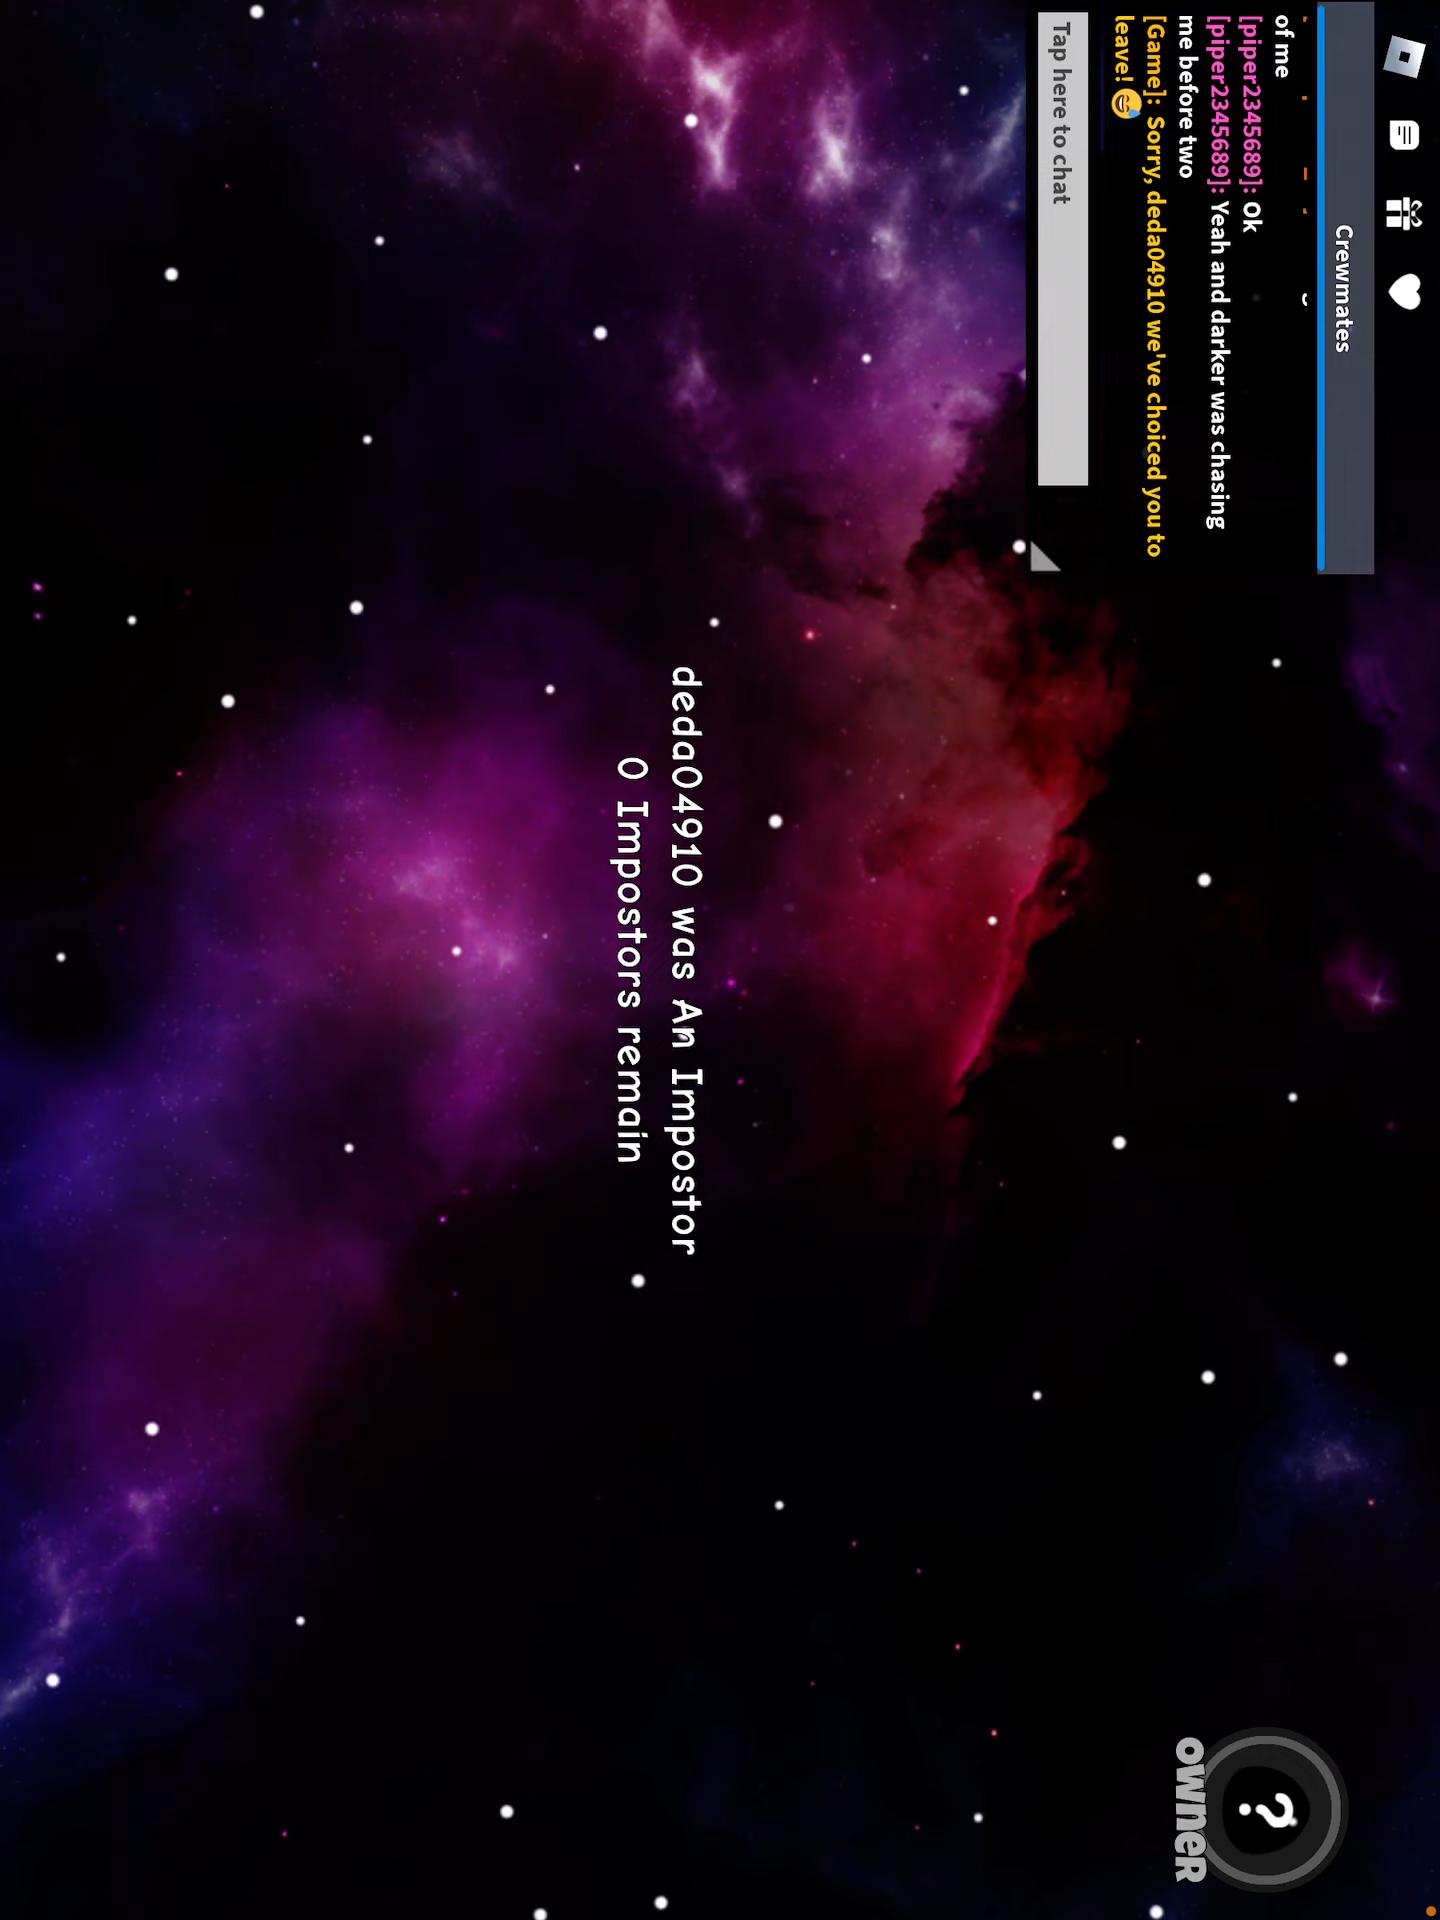 Crewmates
of me
[piper2345689]: Ok
[piper2345689]: Yeah and darker was chasing
me before two
[Game]: Sorry, deda04910 we've choiced you to
leave! 😅
Tap here to chat
deda04910 was An Impostor
0 Impostors remain
?
OWNER